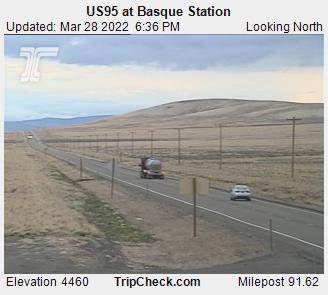 US95 at Basque Station
Updated: Mar 28 2022 6:36 PM Looking North
Elevation 4460 TripCheck.com Milepost 91.62